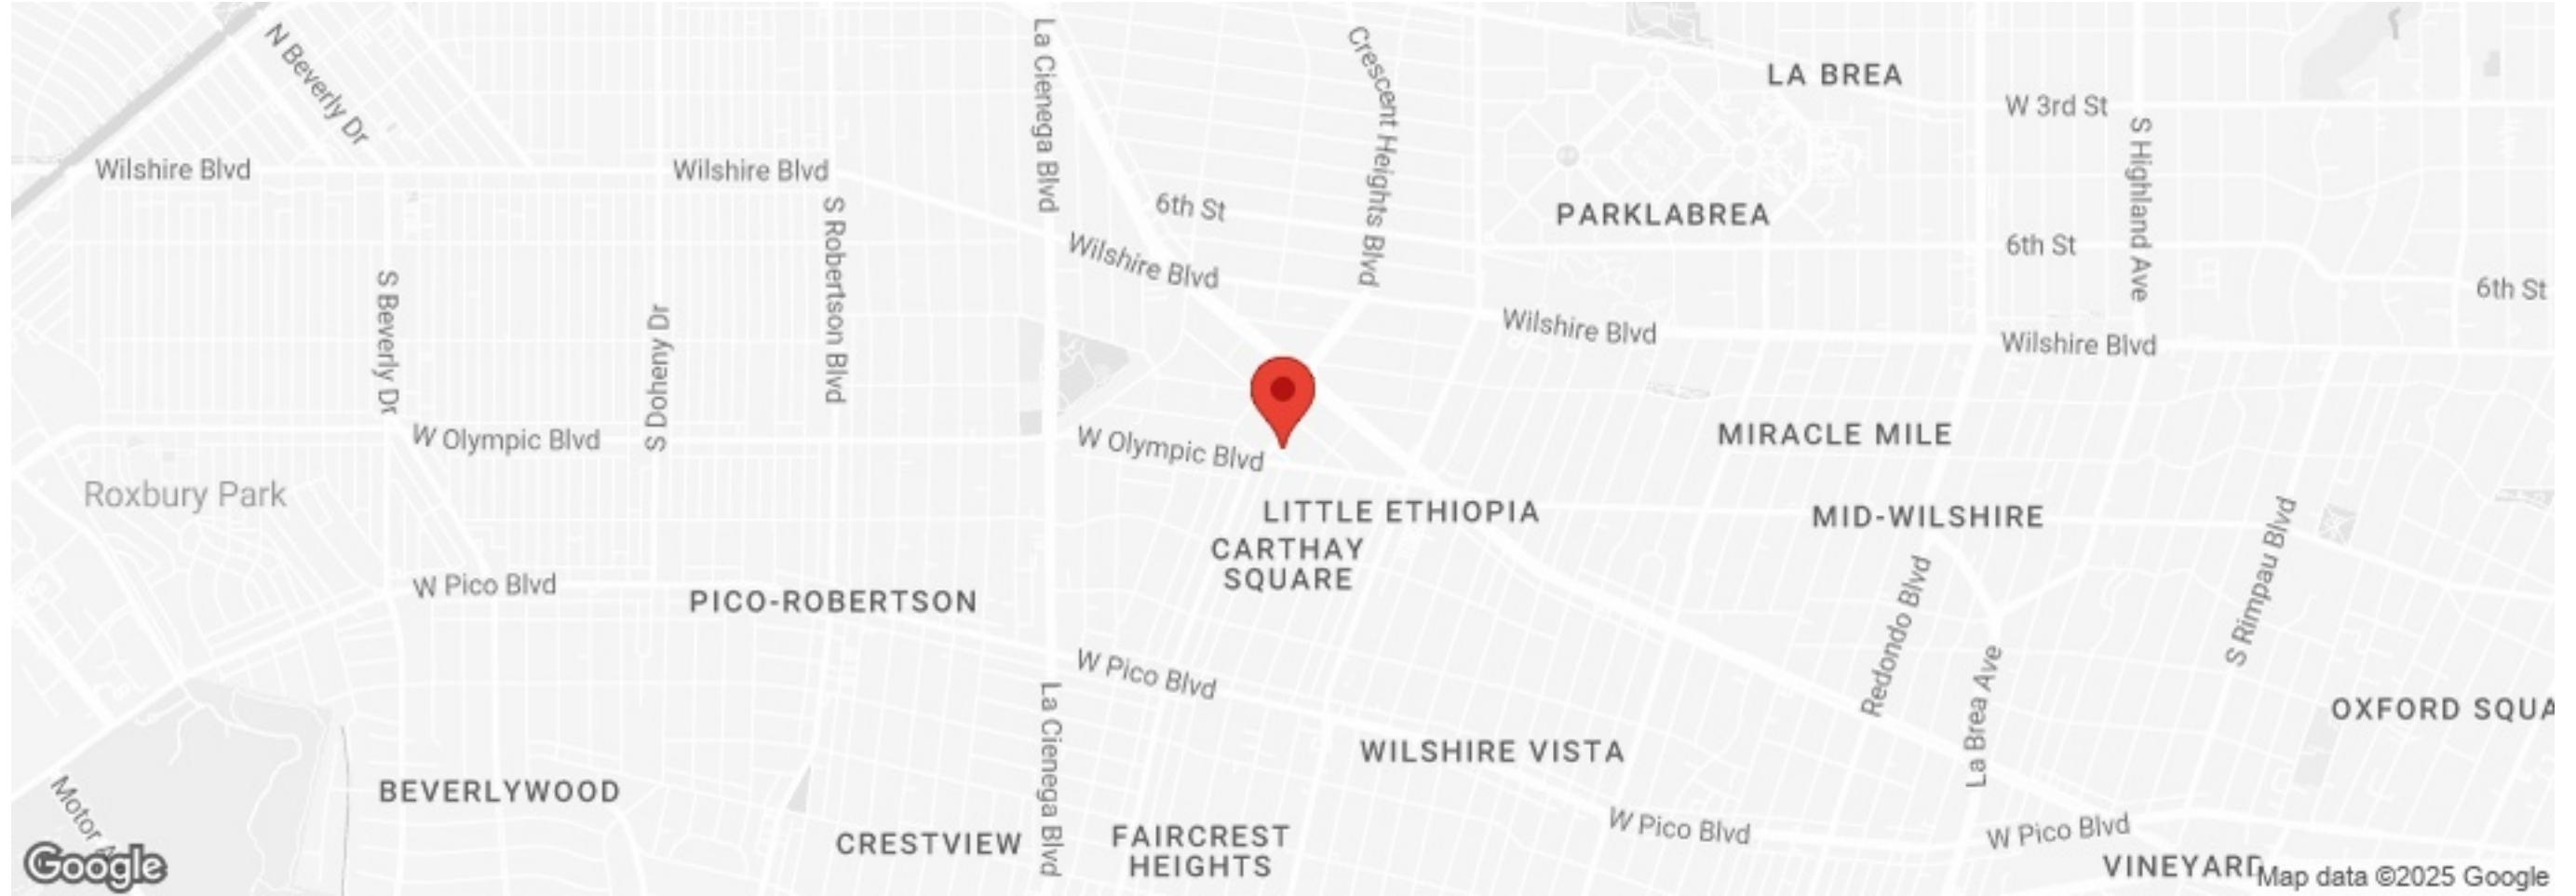 N Beverly Dr
La Cienega Blvd
Crescent Heights Blvd
LA BREA
W 3rd St
S Highland Ave
Wilshire Blvd
Wilshire Blvd
S Robertson Blvd
6th St
PARKLABREA
6th St
Wilshire Blvd
6th St
S Beverly Dr
S Doheny Dr
Wilshire Blvd
Wilshire Blvd
W Olympic Blvd
W Olympic Blvd
MIRACLE MILE
Roxbury Park
LITTLE ETHIOPIA
MID-WILSHIRE
CARTHAY
SQUARE
S Rimpau Blvd
W Pico Blvd
PICO-ROBERTSON
Redondo Blvd
W Pico Blvd
La Brea Ave
OXFORD SQUA
La Cienega Blvd
WILSHIRE VISTA
BEVERLYWOOD
Motor A
W Pico Blvd
W Pico Blvd
CRESTVIEW
FAIRCREST
HEIGHTS
Google
VINEYARD
Map data ©2025 Google